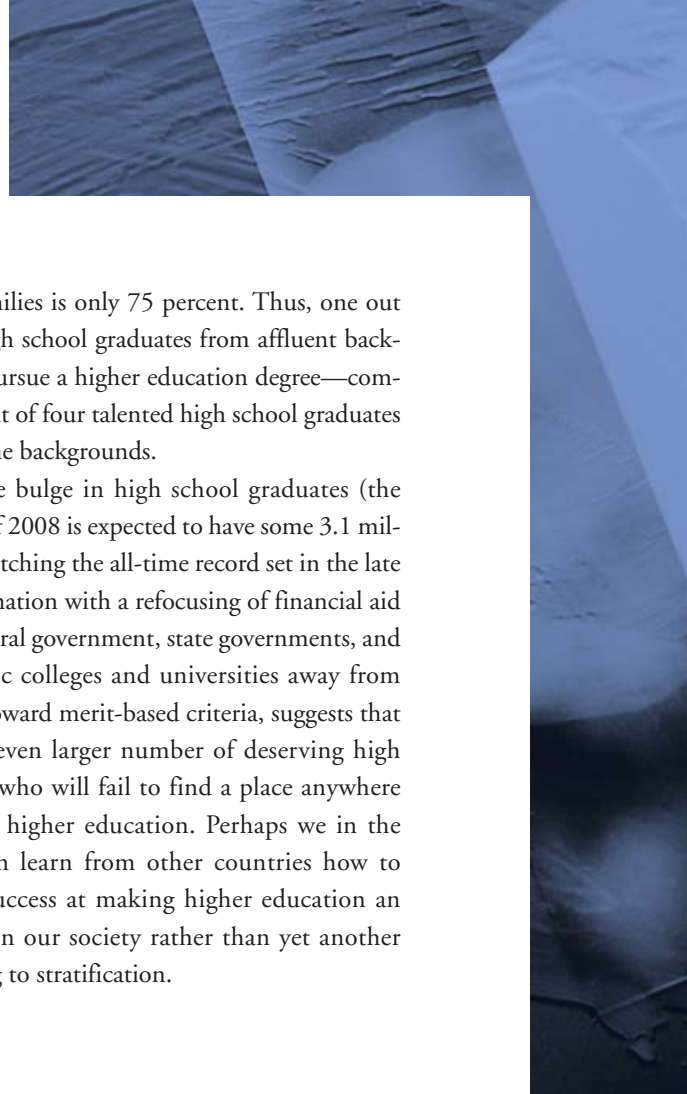 ilies is only 75 percent. Thus, one out
h school graduates from affluent back-
ursue a higher education degree—com-
t of four talented high school graduates
e backgrounds.
e bulge in high school graduates (the
f 2008 is expected to have some 3.1 mil-
tching the all-time record set in the late
nation with a refocusing of financial aid
ral government, state governments, and
c colleges and universities away from
ward merit-based criteria, suggests that
even larger number of deserving high
who will fail to find a place anywhere
higher education. Perhaps we in the
n learn from other countries how to
uccess at making higher education an
n our society rather than yet another
to stratification.